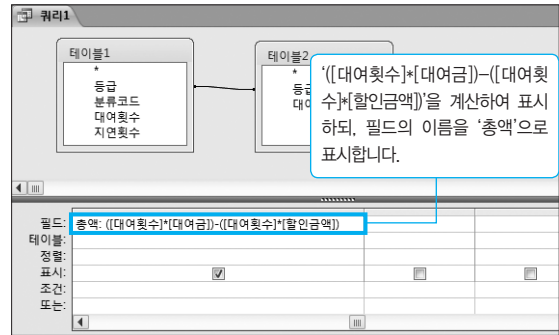 쿼리1
테이블1
*
등급
분류코드
대여횟수
지연횟수
테이블2
*
등급
'([대여횟수]*[대여금])-([대여횟
수]*[할인금액])'을 계산하여 표시
하되, 필드의 이름을 '총액'으로
표시합니다.
필드: 총액: ([대여횟수]*[대여금])-([대여횟수]*[할인금액])
테이블:
정렬:
표시:
조건:
또는: